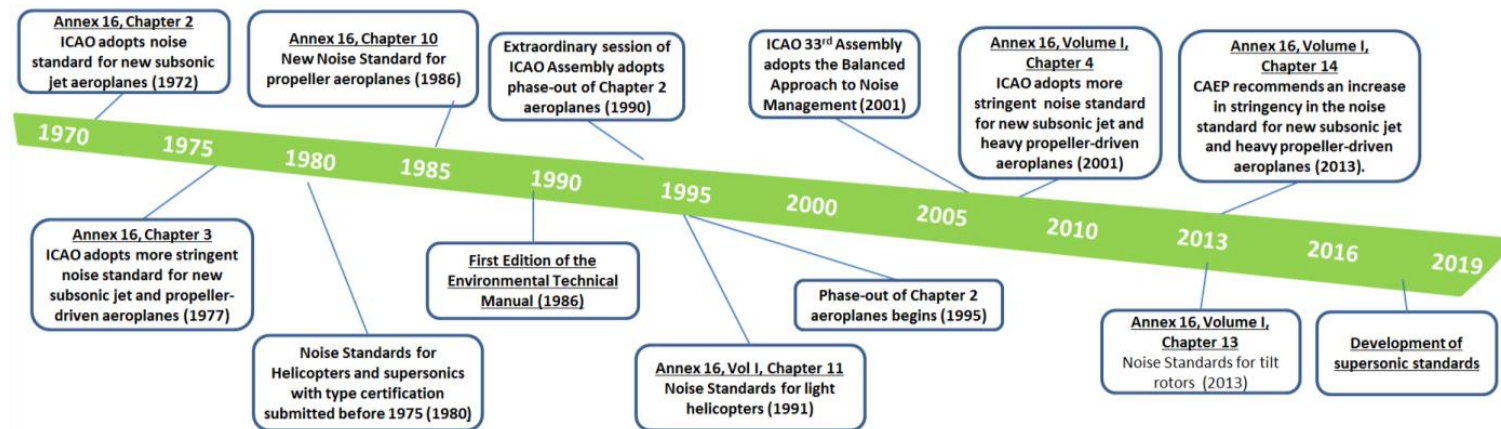 Annex 16, Chapter 2
ICAO adopts noise
standard for new subsonic
jet aeroplanes (1972)
Annex 16, Chapter 10
New Noise Standard for
propeller aeroplanes (1986)
Extraordinary session of
ICAO Assembly adopts
phase-out of Chapter 2
aeroplanes (1990)
ICAO 33rd Assembly
adopts the Balanced
Approach to Noise
Management (2001)
Annex 16, Volume I,
Chapter 4
ICAO adopts more
stringent noise standard
for new subsonic jet and
heavy propeller-driven
aeroplanes (2001)
Annex 16, Volume I,
Chapter 14
CAEP recommends an increase
in stringency in the noise
standard for new subsonic jet
and heavy propeller-driven
aeroplanes (2013).
1970 1975 1980 1985 1990 1995 2000 2005 2010 2013 2016 2019
Annex 16, Chapter 3
ICAO adopts more stringent
noise standard for new
subsonic jet and propeller-
driven aeroplanes (1977)
Noise Standards for
Helicopters and supersonics
with type certification
submitted before 1975 (1980)
First Edition of the
Environmental Technical
Manual (1986)
Annex 16, Vol I, Chapter 11
Noise Standards for light
helicopters (1991)
Phase-out of Chapter 2
aeroplanes begins (1995)
Annex 16, Volume I,
Chapter 13
Noise Standards for tilt
rotors (2013)
Development of
supersonic standards